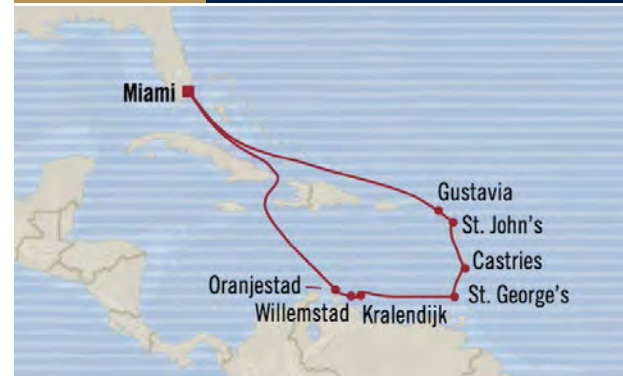 Miami
Gustavia
St. John's
Castries
Oranjestad
St. George's
Willemstad
Kralendijk